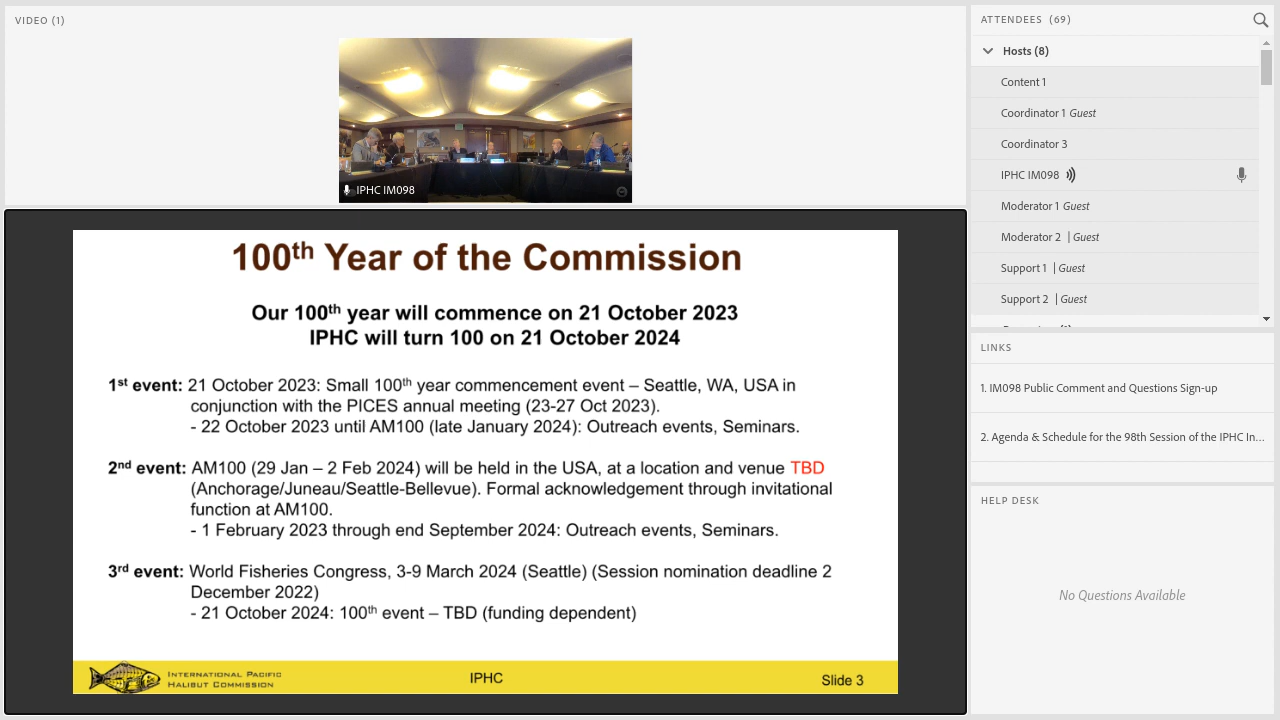 VIDEO (1)
IPHC IM098
100th Year of the Commission
Our 100th year will commence on 21 October 2023
IPHC will turn 100 on 21 October 2024
1st event: 21 October 2023: Small 100th year commencement event – Seattle, WA, USA in
conjunction with the PICES annual meeting (23-27 Oct 2023).
- 22 October 2023 until AM100 (late January 2024): Outreach events, Seminars.
2nd event: AM100 (29 Jan – 2 Feb 2024) will be held in the USA, at a location and venue TBD
(Anchorage/Juneau/Seattle-Bellevue). Formal acknowledgement through invitational
function at AM100.
- 1 February 2023 through end September 2024: Outreach events, Seminars.
3rd event: World Fisheries Congress, 3-9 March 2024 (Seattle) (Session nomination deadline 2
December 2022)
- 21 October 2024: 100th event – TBD (funding dependent)
INTERNATIONAL PACIFIC
HALIBUT COMMISSION
IPHC
Slide 3
ATTENDEES (69)
Hosts (8)
Content 1
Coordinator 1 Guest
Coordinator 3
IPHC IM098
Moderator 1 Guest
Moderator 2 | Guest
Support 1 | Guest
Support 2 | Guest
LINKS
1. IM098 Public Comment and Questions Sign-up
2. Agenda & Schedule for the 98th Session of the IPHC In...
HELP DESK
No Questions Available